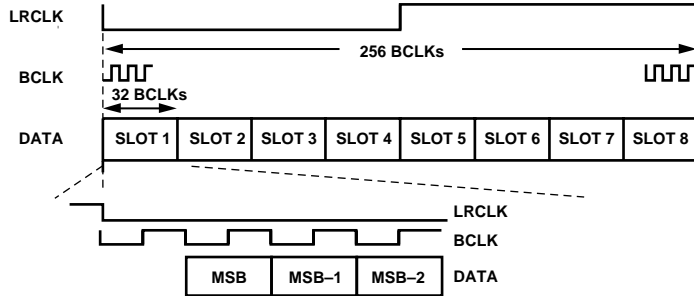 LRCLK
256 BCLKs
BCLK
32 BCLKs
DATA SLOT 1 SLOT 2 SLOT 3 SLOT 4 SLOT 5 SLOT 6 SLOT 7 SLOT 8
LRCLK
BCLK
MSB MSB–1 MSB–2 DATA